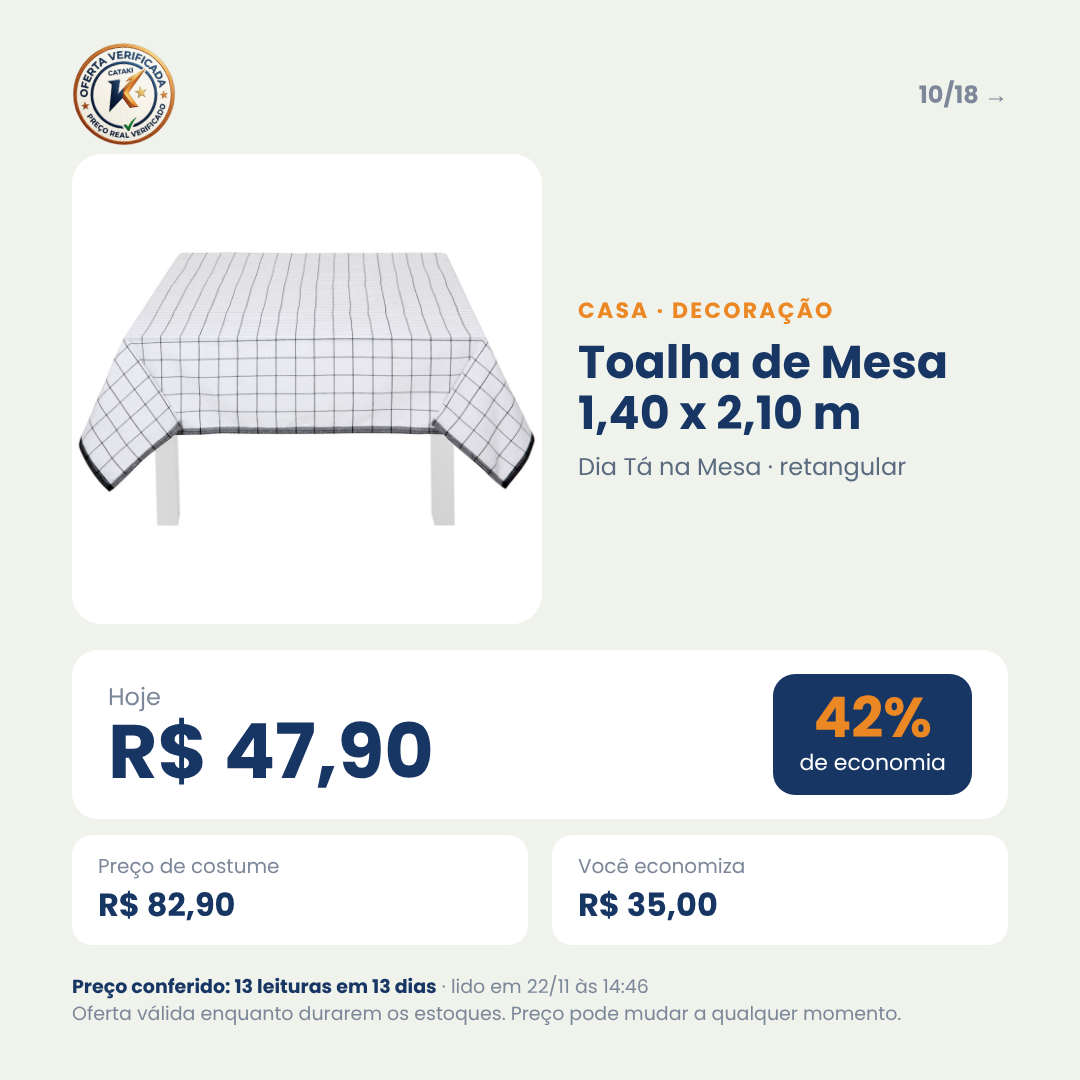 OFERTA VERIFICADA
CATAKI
PREÇO REAL VERIFICADO
10/18 →
CASA · DECORAÇÃO
Toalha de Mesa
1,40 x 2,10 m
Dia Tá na Mesa · retangular
Hoje
R$ 47,90
42%
de economia
Preço de costume
R$ 82,90
Você economiza
R$ 35,00
Preço conferido: 13 leituras em 13 dias · lido em 22/11 às 14:46
Oferta válida enquanto durarem os estoques. Preço pode mudar a qualquer momento.